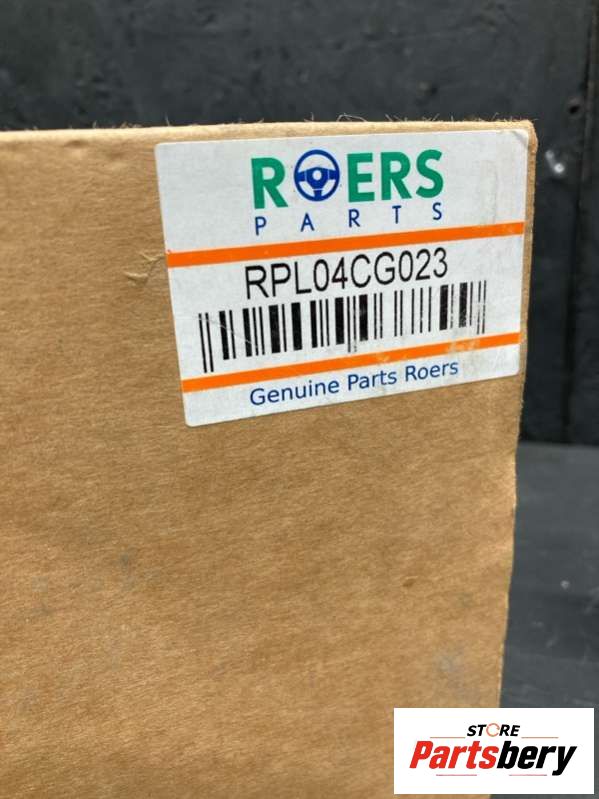 ROERS
PARTS
RPL04CG023
Genuine Parts Roers
STORE
Partsbery